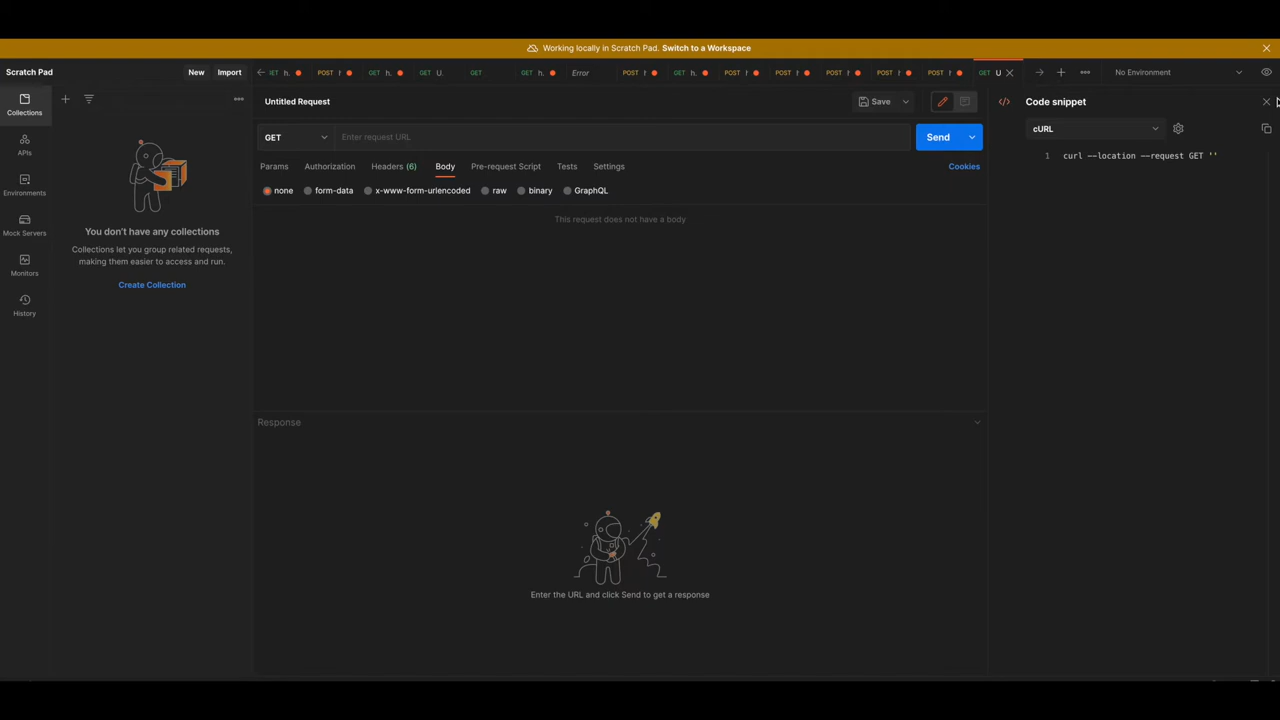 Working locally in Scratch Pad. Switch to a Workspace
Scratch Pad
New
Import
POST
GET h.
GET U.
GET
GET h.
Error
POST
GET h.
POST
POST
POST
POST
POST
GET U
No Environment
Collections
APIs
Environments
Mock Servers
Monitors
History
You don't have any collections
Collections let you group related requests,
making them easier to access and run.
Create Collection
Untitled Request
Save
GET
Enter request URL
Send
Params
Authorization
Headers (6)
Body
Pre-request Script
Tests
Settings
Cookies
none
form-data
x-www-form-urlencoded
raw
binary
GraphQL
This request does not have a body
Response
Enter the URL and click Send to get a response
Code snippet
cURL
1 curl --location --request GET ''